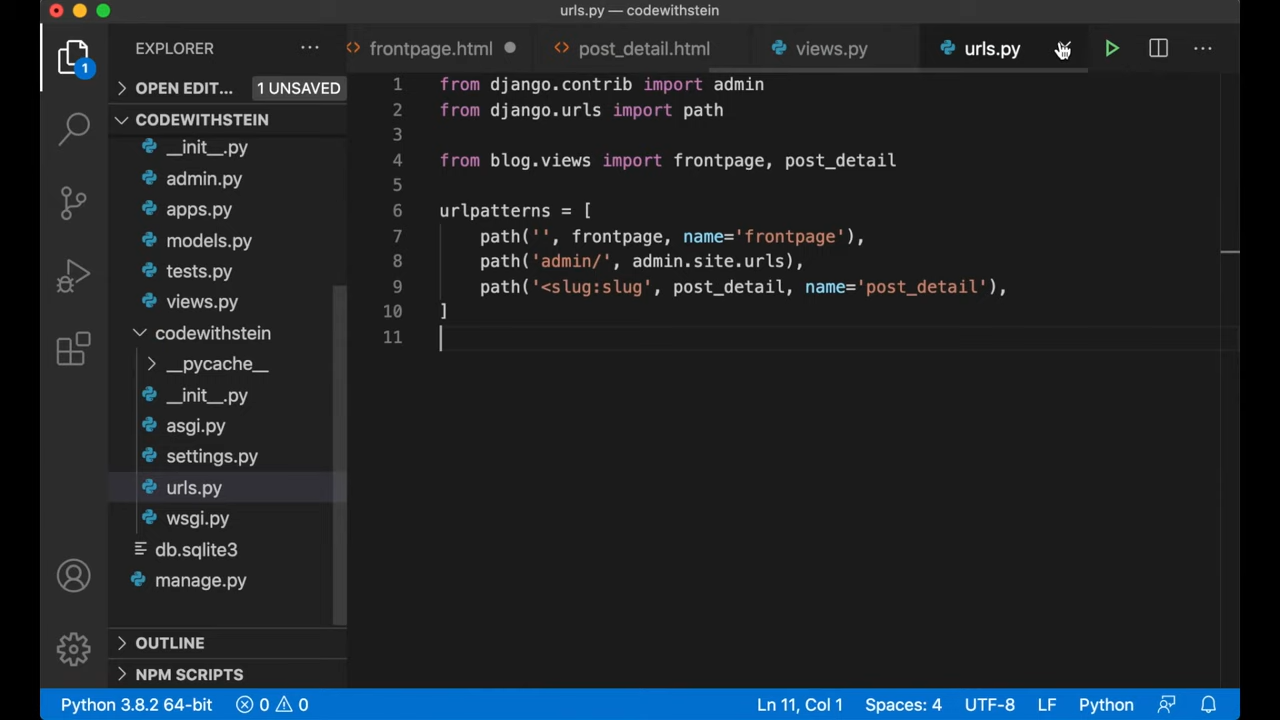 urls.py — codewithstein
EXPLORER
frontpage.html
post_detail.html
views.py
urls.py
OPEN EDIT...
1 UNSAVED
CODEWITHSTEIN
__init__.py
admin.py
apps.py
models.py
tests.py
views.py
codewithstein
__pycache__
__init__.py
asgi.py
settings.py
urls.py
wsgi.py
db.sqlite3
manage.py
OUTLINE
NPM SCRIPTS
1
1 from django.contrib import admin
2 from django.urls import path
3
4 from blog.views import frontpage, post_detail
5
6 urlpatterns = [
7 path('', frontpage, name='frontpage'),
8 path('admin/', admin.site.urls),
9 path('<slug:slug', post_detail, name='post_detail'),
10 ]
11
Python 3.8.2 64-bit 0 0 Ln 11, Col 1 Spaces: 4 UTF-8 LF Python